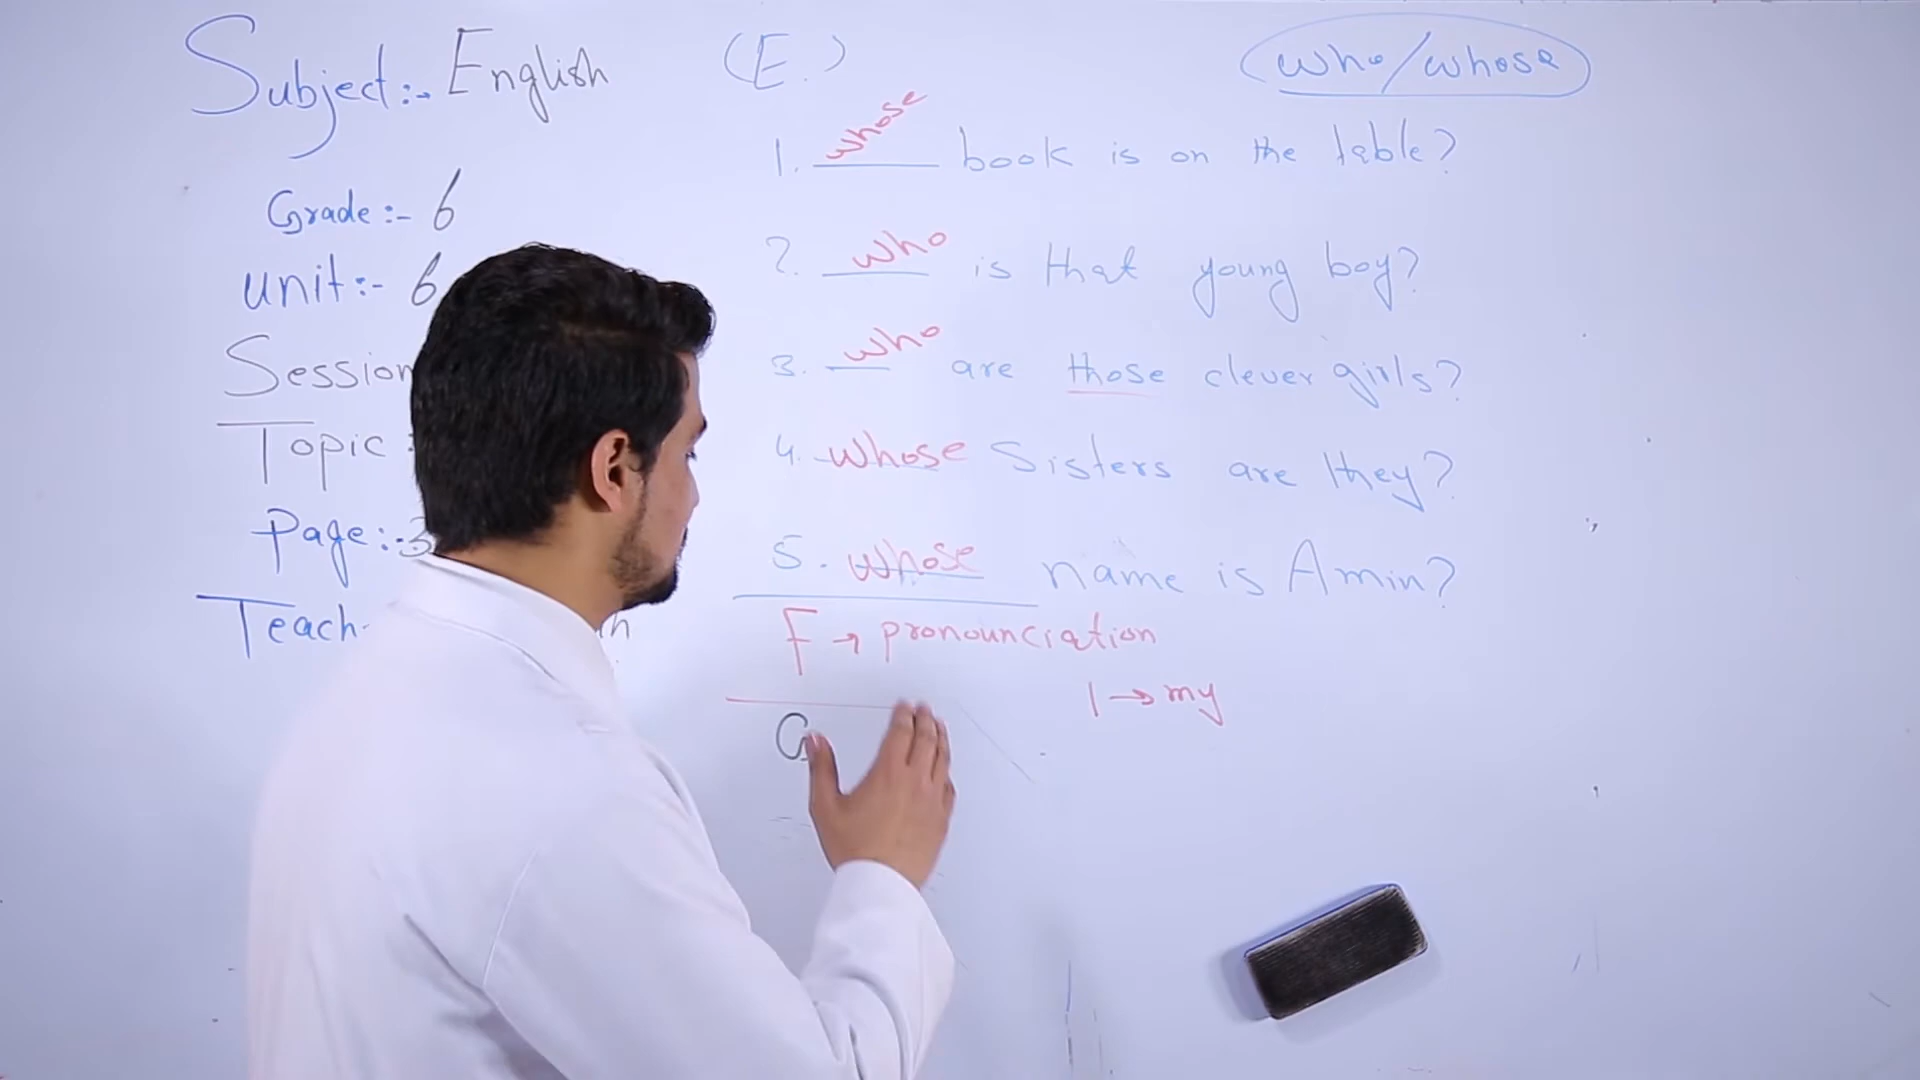 Subject:- English
Grade:- 6
unit:- 6
Session
Topic :
Page:-3
Teach-
(E.)
who/whose
1. whose book is on the table?
2. who is that young boy?
3. who are those clever girls?
4. whose Sisters are they?
5. whose name is Amin?
F → pronounciation
I → my
G